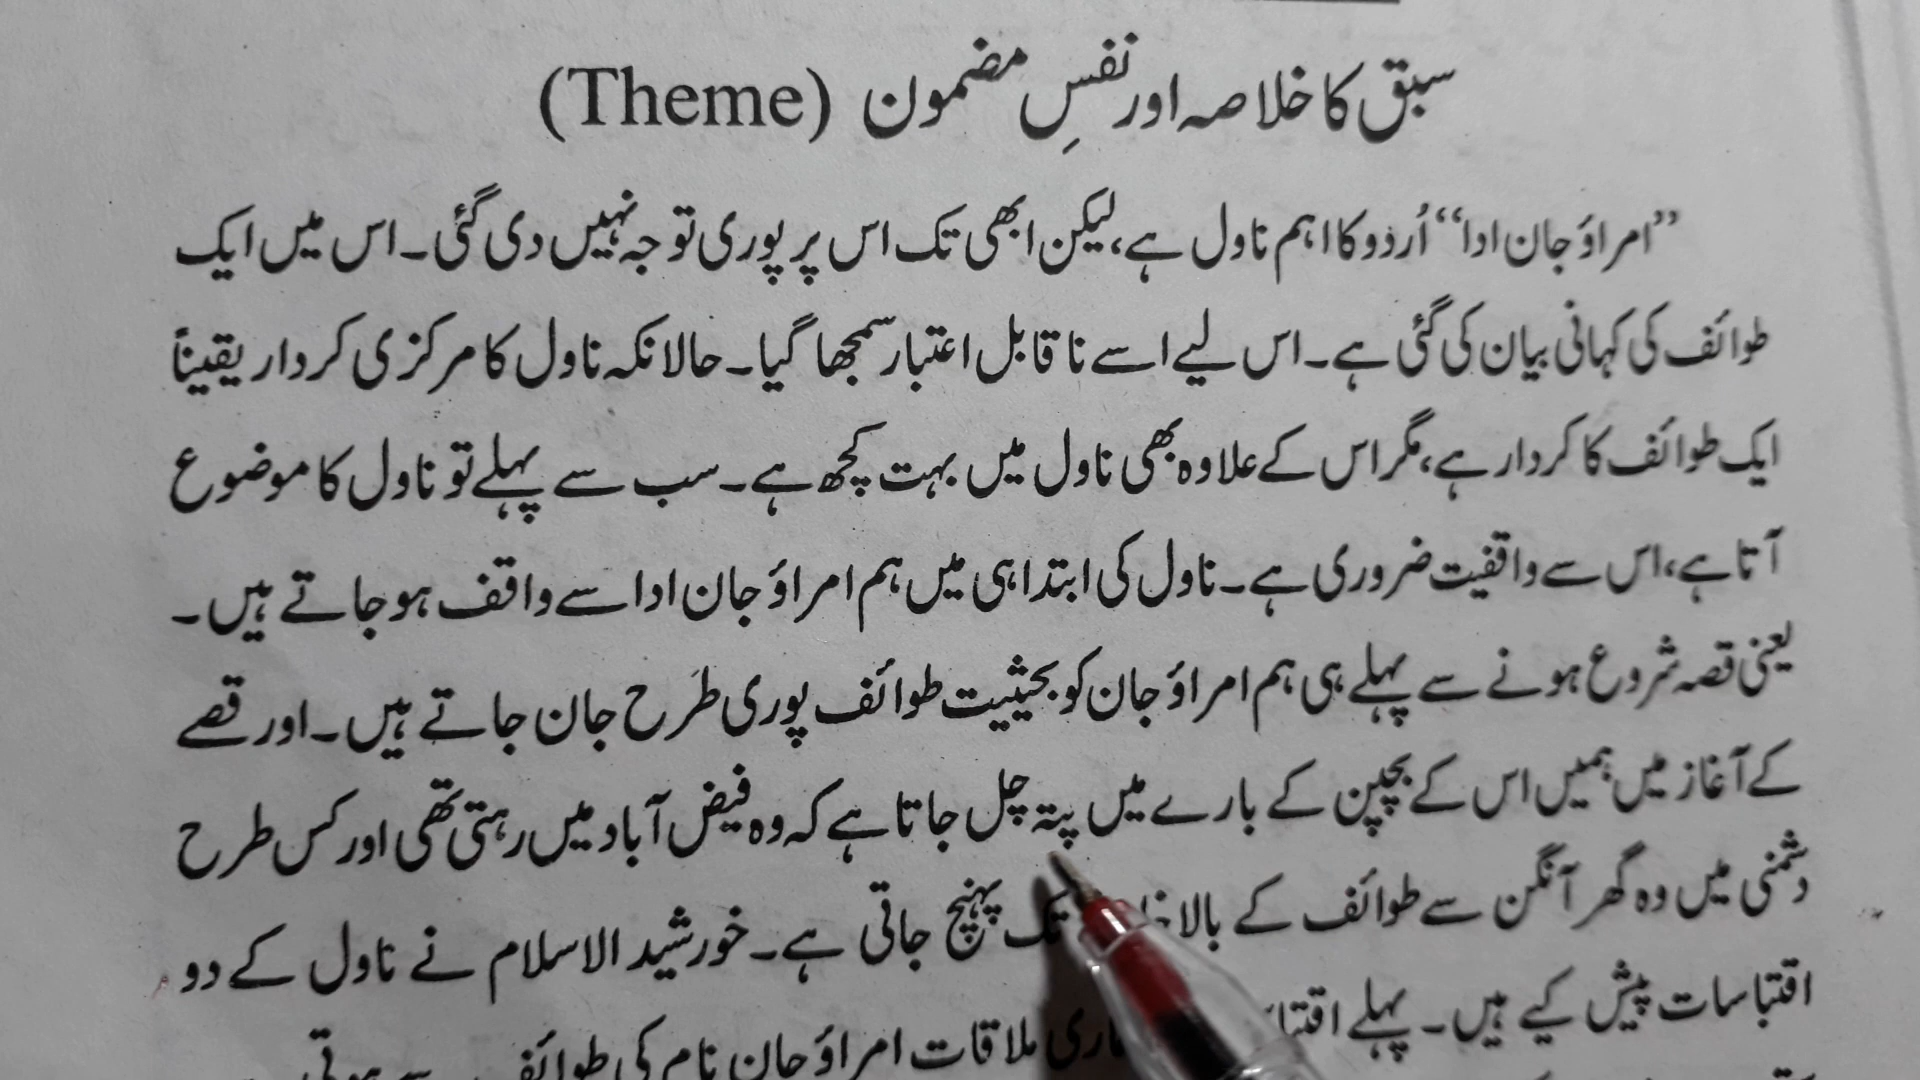 سبق کا خلاصہ اور نفسِ مضمون (Theme)
”امراؤ جان ادا“ اُردو کا اہم ناول ہے، لیکن ابھی تک اس پر پوری توجہ نہیں دی گئی۔ اس میں ایک
طوائف کی کہانی بیان کی گئی ہے۔ اس لیے اسے ناقابل اعتبار سمجھا گیا۔ حالانکہ ناول کا مرکزی کردار یقیناً
ایک طوائف کا کردار ہے، مگر اس کے علاوہ بھی ناول میں بہت کچھ ہے۔ سب سے پہلے تو ناول کا موضوع
آتا ہے، اس سے واقفیت ضروری ہے۔ ناول کی ابتدا ہی میں ہم امراؤ جان ادا سے واقف ہو جاتے ہیں۔
یعنی قصہ شروع ہونے سے پہلے ہی ہم امراؤ جان کو بحیثیت طوائف پوری طرح جان جاتے ہیں۔ اور قصے
کے آغاز میں ہمیں اس کے بچپن کے بارے میں پتہ چل جاتا ہے کہ وہ فیض آباد میں رہتی تھی اور کس طرح
دشمنی میں وہ گھر آنگن سے طوائف کے تک پہنچ جاتی ہے۔ خورشید الاسلام نے ناول کے دو
اقتباسات پیش کیے ہیں۔ پہلے ملاقات امراؤ جان نام کی طوائف سے ہوتی